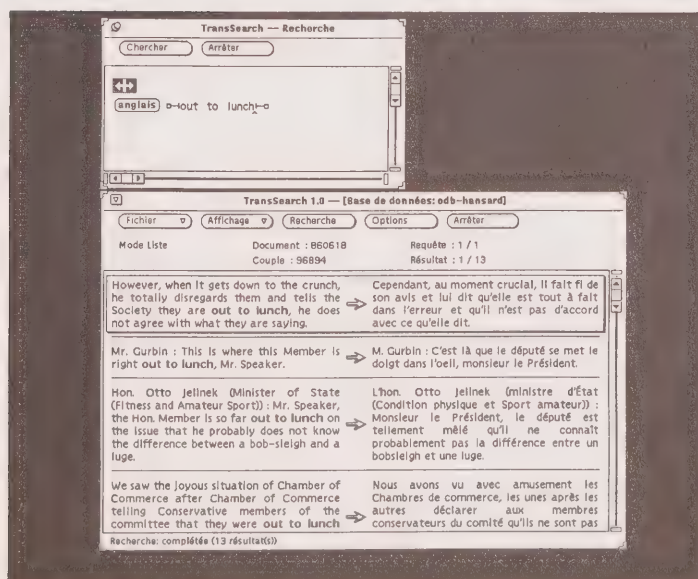 TransSearch — Recherche
Chercher Arrêter
anglais out to lunch
TransSearch 1.0 — [Base de données: odb-hansard]
Fichier Affichage Recherche Options Arrêter
Mode Liste Document : 860618 Requête : 1 / 1
Couple : 96894 Résultat : 1 / 13
However, when it gets down to the crunch,
he totally disregards them and tells the
Society they are out to lunch, he does
not agree with what they are saying.
Cependant, au moment crucial, il fait fi de
son avis et lui dit qu'elle est tout à fait
dans l'erreur et qu'il n'est pas d'accord
avec ce qu'elle dit.
Mr. Gurbin : This is where this Member is
right out to lunch, Mr. Speaker.
M. Gurbin : C'est là que le député se met le
doigt dans l'oeil, monsieur le Président.
Hon. Otto Jelinek (Minister of State
(Fitness and Amateur Sport)) : Mr. Speaker,
the Hon. Member is so far out to lunch on
the issue that he probably does not know
the difference between a bob-sleigh and a
luge.
L'hon. Otto Jelinek (ministre d'État
(Condition physique et Sport amateur)) :
Monsieur le Président, le député est
tellement mêlé qu'il ne connaît
probablement pas la différence entre un
bobsleigh et une luge.
We saw the joyous situation of Chamber of
Commerce after Chamber of Commerce
telling Conservative members of the
committee that they were out to lunch
Nous avons vu avec amusement les
Chambres de commerce, les unes après les
autres déclarer aux membres
conservateurs du comité qu'ils ne sont pas
Recherche: complétée (13 résultat(s))